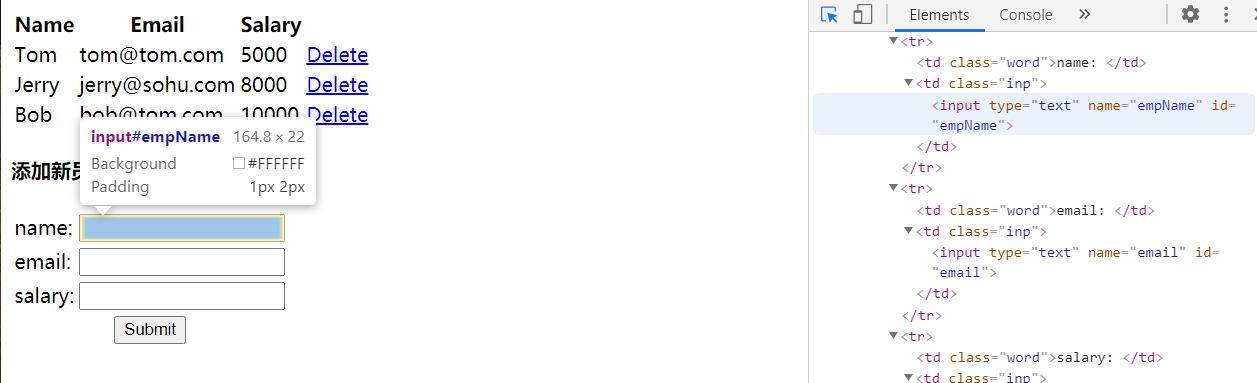 Name Email Salary
Tom tom@tom.com 5000 Delete
Jerry jerry@sohu.com 8000 Delete
Bob bob@tom.com 10000 Delete
input#empName 164.8 × 22
Background #FFFFFF
Padding 1px 2px
添加新员
name:
email:
salary:
Submit
Elements Console »
▼<tr>
<td class="word">name: </td>
▼<td class="inp">
<input type="text" name="empName" id=
"empName">
</td>
</tr>
▼<tr>
<td class="word">email: </td>
▼<td class="inp">
<input type="text" name="email" id=
"email">
</td>
</tr>
▼<tr>
<td class="word">salary: </td>
▼<td class="inp">